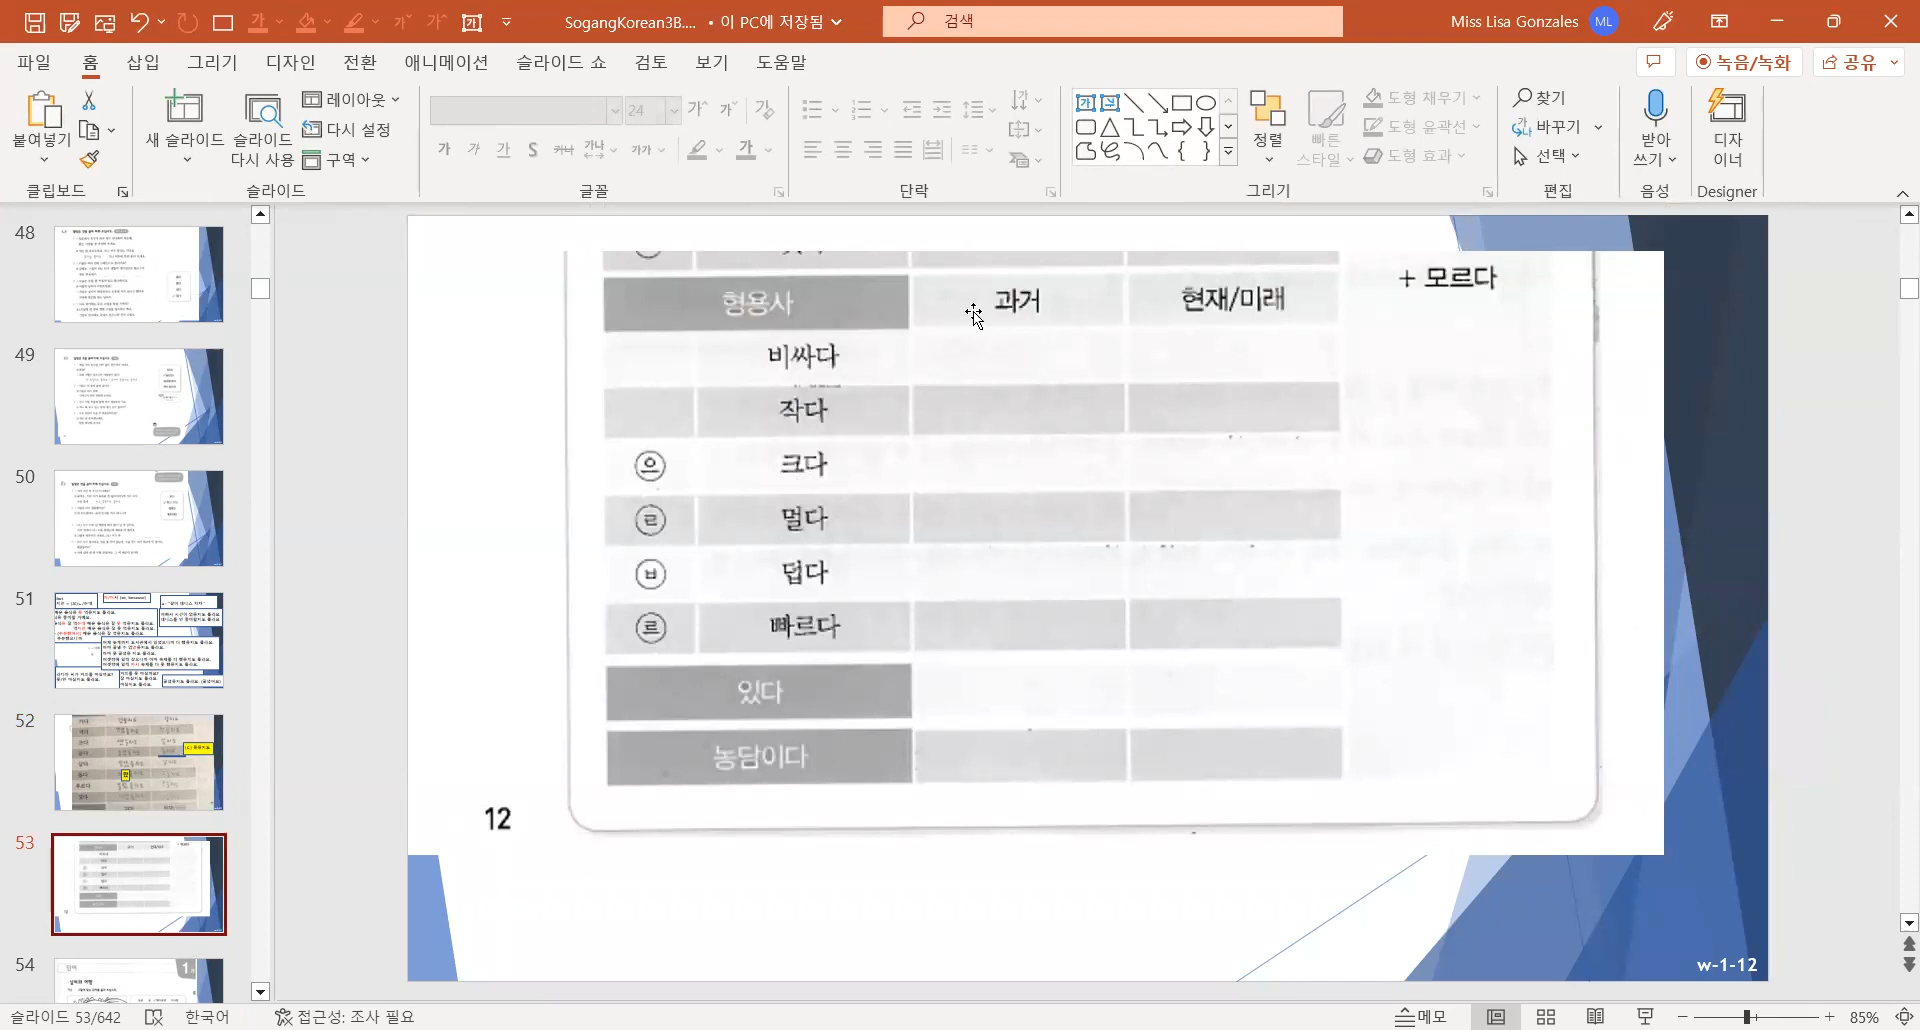 SogangKorean3B.... • 이 PC에 저장됨
검색
Miss Lisa Gonzales ML
파일 홈 삽입 그리기 디자인 전환 애니메이션 슬라이드 쇼 검토 보기 도움말
녹음/녹화 공유
붙여넣기
클립보드
새 슬라이드
슬라이드 다시 사용
레이아웃
다시 설정
구역
슬라이드
24
글꼴
단락
정렬
빠른 스타일
도형 채우기
도형 윤곽선
도형 효과
그리기
찾기
바꾸기
선택
편집
받아쓰기
음성
디자이너
Designer
48
49
50
51
52
53
54
+ 모르다
형용사 과거 현재/미래
비싸다
작다
으 크다
ㄹ 멀다
ㅂ 덥다
르 빠르다
있다
농담이다
12
w-1-12
슬라이드 53/642 한국어 접근성: 조사 필요 메모 85%